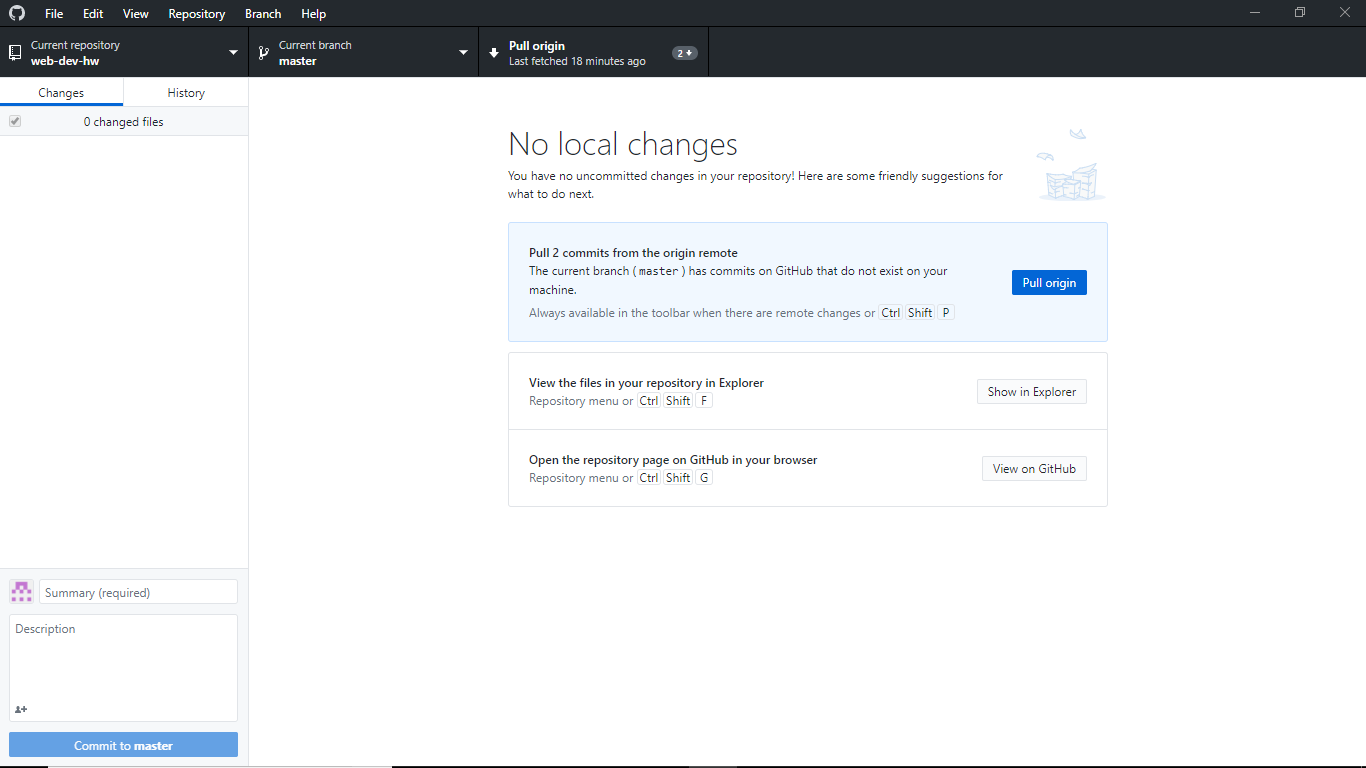 File Edit View Repository Branch Help
Current repository
web-dev-hw
Current branch
master
Pull origin
Last fetched 18 minutes ago
2
Changes
History
0 changed files
No local changes
You have no uncommitted changes in your repository! Here are some friendly suggestions for
what to do next.
Pull 2 commits from the origin remote
The current branch (master) has commits on GitHub that do not exist on your
machine.
Always available in the toolbar when there are remote changes or Ctrl Shift P
Pull origin
View the files in your repository in Explorer
Repository menu or Ctrl Shift F
Show in Explorer
Open the repository page on GitHub in your browser
Repository menu or Ctrl Shift G
View on GitHub
Summary (required)
Description
Commit to master